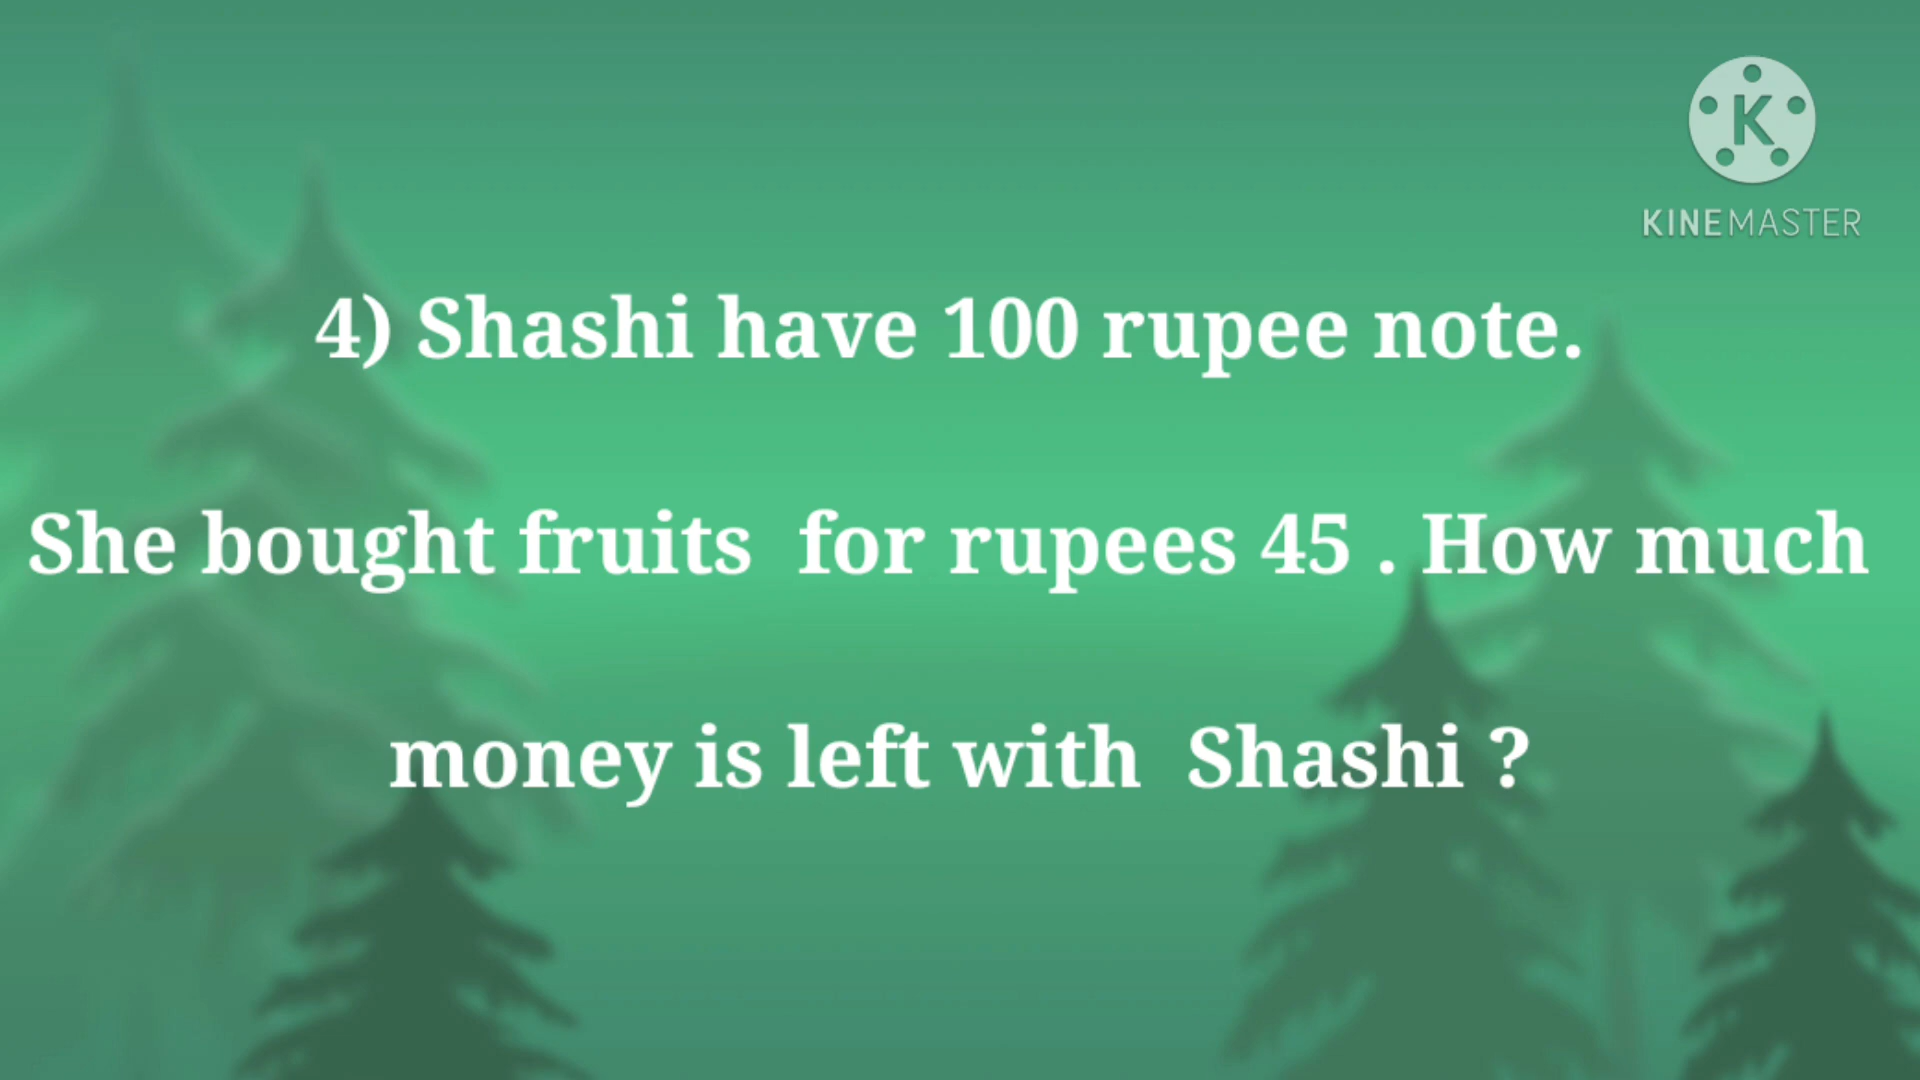 K
KINEMASTER
4) Shashi have 100 rupee note.
She bought fruits  for rupees 45 . How much
money is left with  Shashi ?